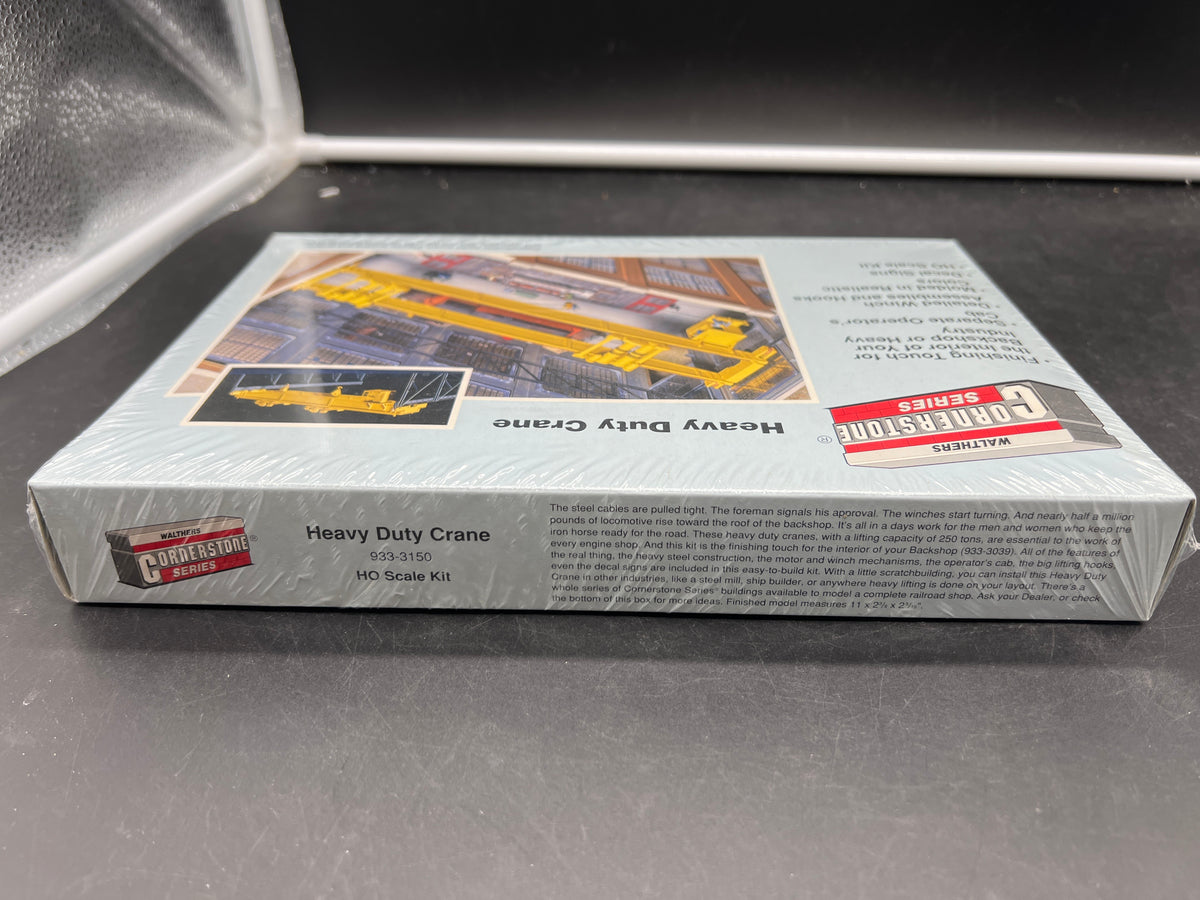 • Finishing Touch for
the Interior of Your
Backshop or Heavy
Industry
• Separate Operator's
Cab
• Detailed Winch
Assemblies and Hooks
• Molded in Realistic
Colors
• Decal Signs
• HO Scale Kit
WALTHERS
CORNERSTONE
SERIES
®
Heavy Duty Crane
WALTHERS
CORNERSTONE
SERIES
®
Heavy Duty Crane
933-3150
HO Scale Kit
The steel cables are pulled tight. The foreman signals his approval. The winches start turning. And nearly half a million
pounds of locomotive rise toward the roof of the backshop. It's all in a days work for the men and women who keep the
iron horse ready for the road. These heavy duty cranes, with a lifting capacity of 250 tons, are essential to the work of
every engine shop. And this kit is the finishing touch for the interior of your Backshop (933-3039). All of the features of
the real thing, the heavy steel construction, the motor and winch mechanisms, the operator's cab, the big lifting hooks,
even the decal signs are included in this easy-to-build kit. With a little scratchbuilding, you can install this Heavy Duty
Crane in other industries, like a steel mill, ship builder, or anywhere heavy lifting is done on your layout. There's a
whole series of Cornerstone Series® buildings available to model a complete railroad shop. Ask your Dealer, or check
the bottom of this box for more ideas. Finished model measures 11 x